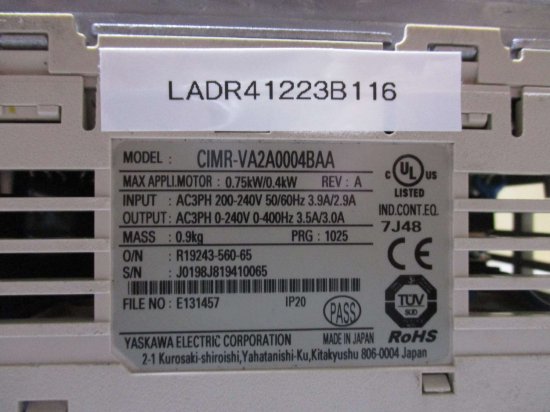 LADR41223B116
MODEL : CIMR-VA2A0004BAA
MAX APPLI.MOTOR : 0.75kW/0.4kW REV : A
INPUT : AC3PH 200-240V 50/60Hz 3.9A/2.9A
OUTPUT : AC3PH 0-240V 0-400Hz 3.5A/3.0A
MASS : 0.9kg PRG : 1025
O/N : R19243-560-65
S/N : J0198J819410065
FILE NO : E131457 IP20
PASS
YASKAWA ELECTRIC CORPORATION MADE IN JAPAN
2-1 Kurosaki-shiroishi,Yahatanishi-Ku,Kitakyushu 806-0004 Japan
C UL US
LISTED
IND.CONT.EQ.
7J48
TÜV
SÜD
RoHS